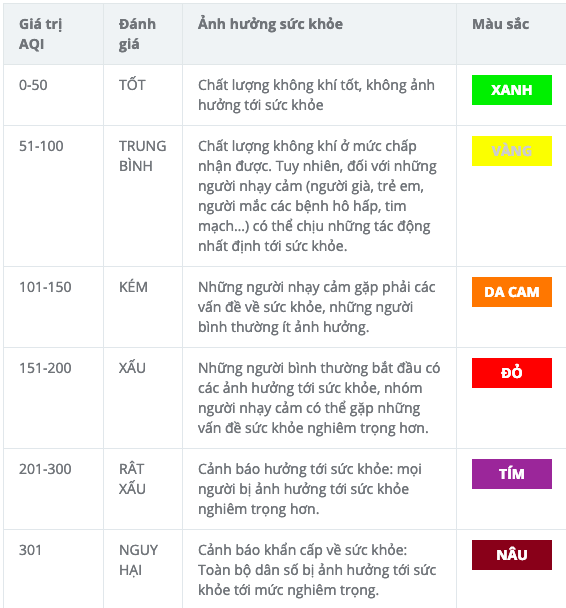 Giá trị AQI
Đánh giá
Ảnh hưởng sức khỏe
Màu sắc
0-50
TỐT
Chất lượng không khí tốt, không ảnh
hưởng tới sức khỏe
XANH
51-100
TRUNG
BÌNH
Chất lượng không khí ở mức chấp
nhận được. Tuy nhiên, đối với những
người nhạy cảm (người già, trẻ em,
người mắc các bệnh hô hấp, tim
mạch...) có thể chịu những tác động
nhất định tới sức khỏe.
VÀNG
101-150
KÉM
Những người nhạy cảm gặp phải các
vấn đề về sức khỏe, những người
bình thường ít ảnh hưởng.
DA CAM
151-200
XẤU
Những người bình thường bắt đầu có
các ảnh hưởng tới sức khỏe, nhóm
người nhạy cảm có thể gặp những
vấn đề sức khỏe nghiêm trọng hơn.
ĐỎ
201-300
RẤT
XẤU
Cảnh báo hưởng tới sức khỏe: mọi
người bị ảnh hưởng tới sức khỏe
nghiêm trọng hơn.
TÍM
301
NGUY
HẠI
Cảnh báo khẩn cấp về sức khỏe:
Toàn bộ dân số bị ảnh hưởng tới sức
khỏe tới mức nghiêm trọng.
NÂU